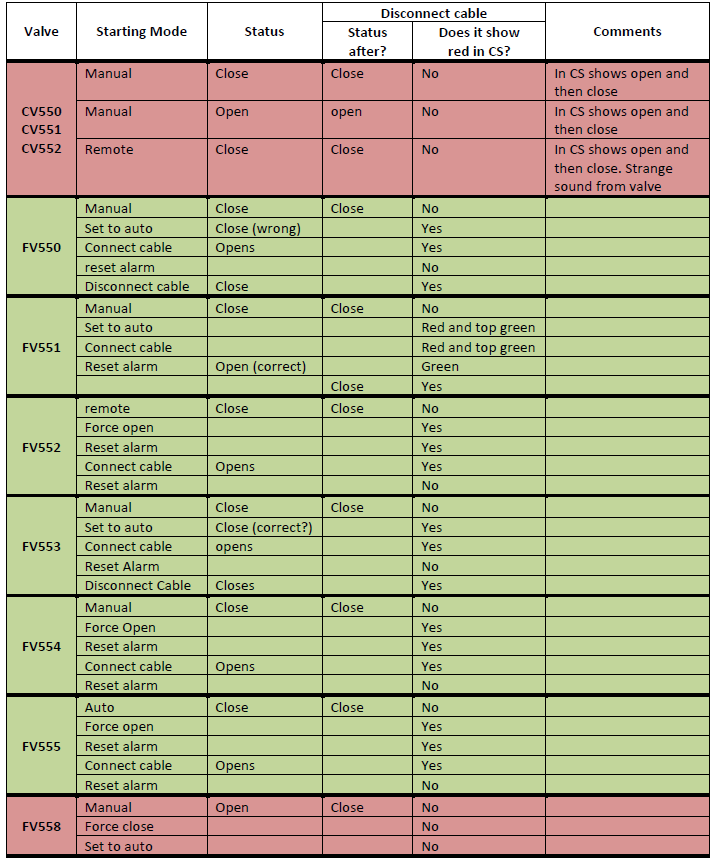 Disconnect cable
Valve Starting Mode Status Status after? Does it show red in CS? Comments
CV550
CV551
CV552
Manual Close Close No In CS shows open and
then close
Manual Open open No In CS shows open and
then close
Remote Close Close No In CS shows open and
then close. Strange
sound from valve
FV550
Manual Close Close No
Set to auto Close (wrong) Yes
Connect cable Opens Yes
reset alarm No
Disconnect cable Close Yes
FV551
Manual Close Close No
Set to auto Red and top green
Connect cable Red and top green
Reset alarm Open (correct) Green
Close Yes
FV552
remote Close Close No
Force open Yes
Reset alarm Yes
Connect cable Opens Yes
Reset alarm No
FV553
Manual Close Close No
Set to auto Close (correct?) Yes
Connect cable opens Yes
Reset Alarm No
Disconnect Cable Closes Yes
FV554
Manual Close Close No
Force Open Yes
Reset alarm Yes
Connect cable Opens Yes
Reset alarm No
FV555
Auto Close Close No
Force open Yes
Reset alarm Yes
Connect cable Opens Yes
Reset alarm No
FV558
Manual Open Close No
Force close No
Set to auto No